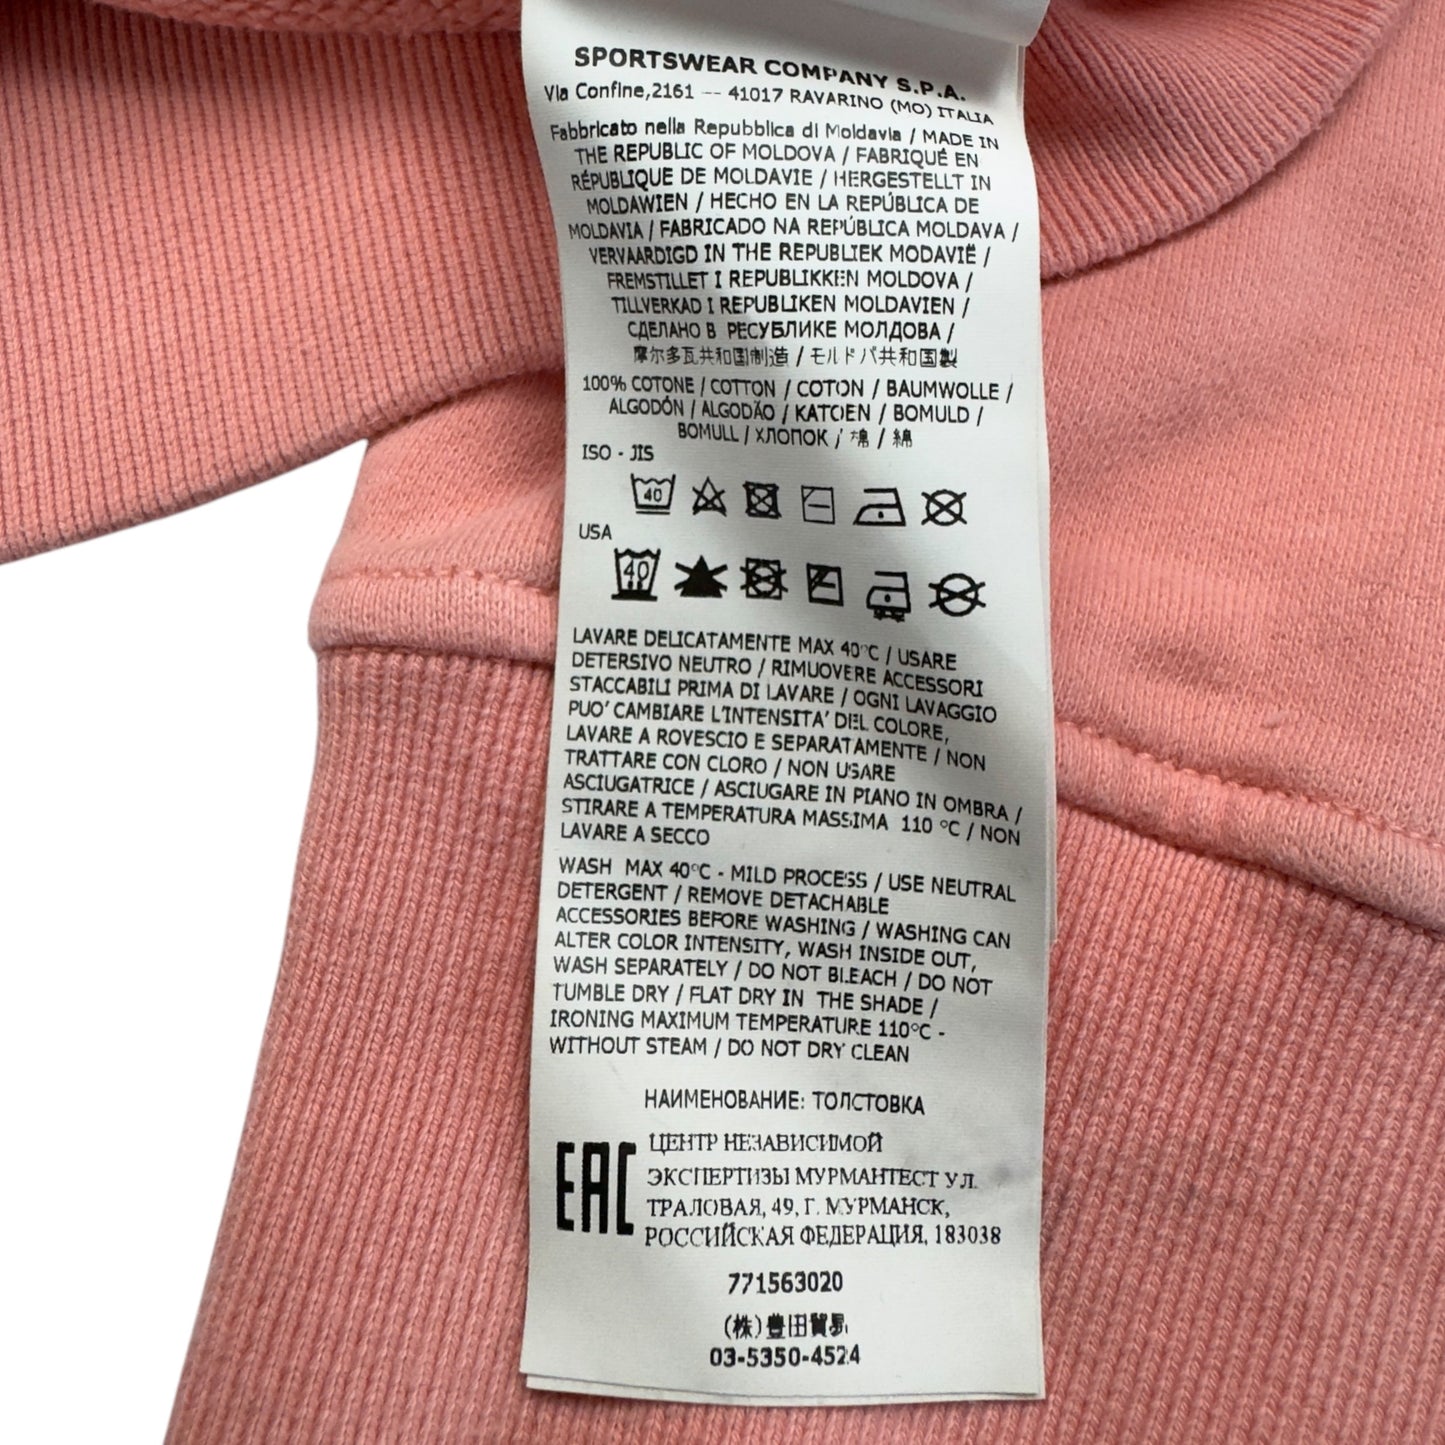 SPORTSWEAR COMPANY S.P.A.
Via Confine,2161 -- 41017 RAVARINO (MO) ITALIA
Fabbricato nella Repubblica di Moldavia / MADE IN
THE REPUBLIC OF MOLDOVA / FABRIQUÉ EN
RÉPUBLIQUE DE MOLDAVIE / HERGESTELLT IN
MOLDAWIEN / HECHO EN LA REPÚBLICA DE
MOLDAVIA / FABRICADO NA REPÚBLICA MOLDAVA /
VERVAARDIGD IN THE REPUBLIEK MODAVIË /
FREMSTILLET I REPUBLIKKEN MOLDOVA /
TILLVERKAD I REPUBLIKEN MOLDAVIEN /
СДЕЛАНО В РЕСУБЛИКЕ МОЛДОВА /
摩尔多瓦共和国制造 / モルドバ共和国製
100% COTONE / COTTON / COTON / BAUMWOLLE /
ALGODÓN / ALGODÃO / KATOEN / BOMULD /
BOMULL / ХЛОПОК / 棉 / 綿
ISO - JIS
40
USA
40
LAVARE DELICATAMENTE MAX 40°C / USARE
DETERSIVO NEUTRO / RIMUOVERE ACCESSORI
STACCABILI PRIMA DI LAVARE / OGNI LAVAGGIO
PUO' CAMBIARE L'INTENSITA' DEL COLORE,
LAVARE A ROVESCIO E SEPARATAMENTE / NON
TRATTARE CON CLORO / NON USARE
ASCIUGATRICE / ASCIUGARE IN PIANO IN OMBRA /
STIRARE A TEMPERATURA MASSIMA 110 °C / NON
LAVARE A SECCO
WASH MAX 40°C - MILD PROCESS / USE NEUTRAL
DETERGENT / REMOVE DETACHABLE
ACCESSORIES BEFORE WASHING / WASHING CAN
ALTER COLOR INTENSITY, WASH INSIDE OUT,
WASH SEPARATELY / DO NOT BLEACH / DO NOT
TUMBLE DRY / FLAT DRY IN THE SHADE /
IRONING MAXIMUM TEMPERATURE 110°C -
WITHOUT STEAM / DO NOT DRY CLEAN
НАИМЕНОВАНИЕ: ТОЛСТОВКА
EAC
ЦЕНТР НЕЗАВИСИМОЙ
ЭКСПЕРТИЗЫ МУРМАНТЕСТ УЛ.
ТРАЛОВАЯ, 49, Г. МУРМАНСК,
РОССИЙСКАЯ ФЕДЕРАЦИЯ, 183038
771563020
(株)豊田貿易
03-5350-4524